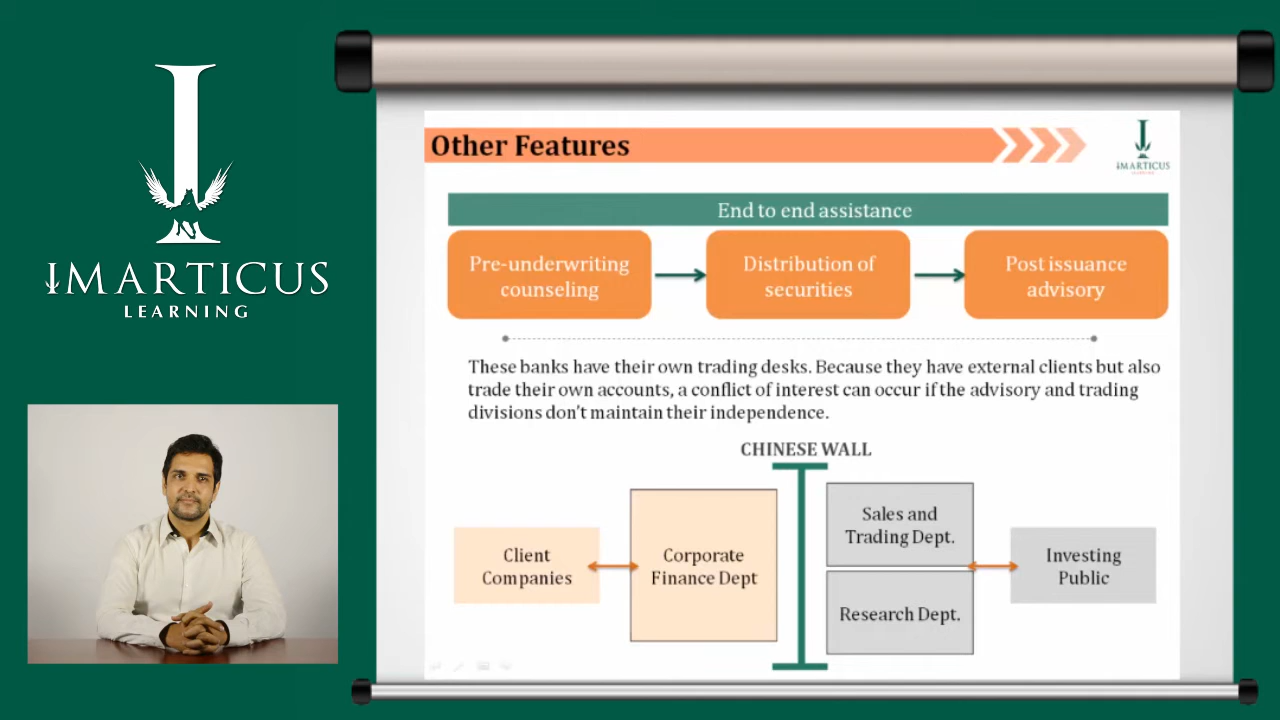 IMARTICUS
LEARNING
Other Features
IMARTICUS
End to end assistance
Pre-underwriting
counseling
Distribution of
securities
Post issuance
advisory
These banks have their own trading desks. Because they have external clients but also
trade their own accounts, a conflict of interest can occur if the advisory and trading
divisions don't maintain their independence.
CHINESE WALL
Client
Companies
Corporate
Finance Dept
Sales and
Trading Dept.
Research Dept.
Investing
Public